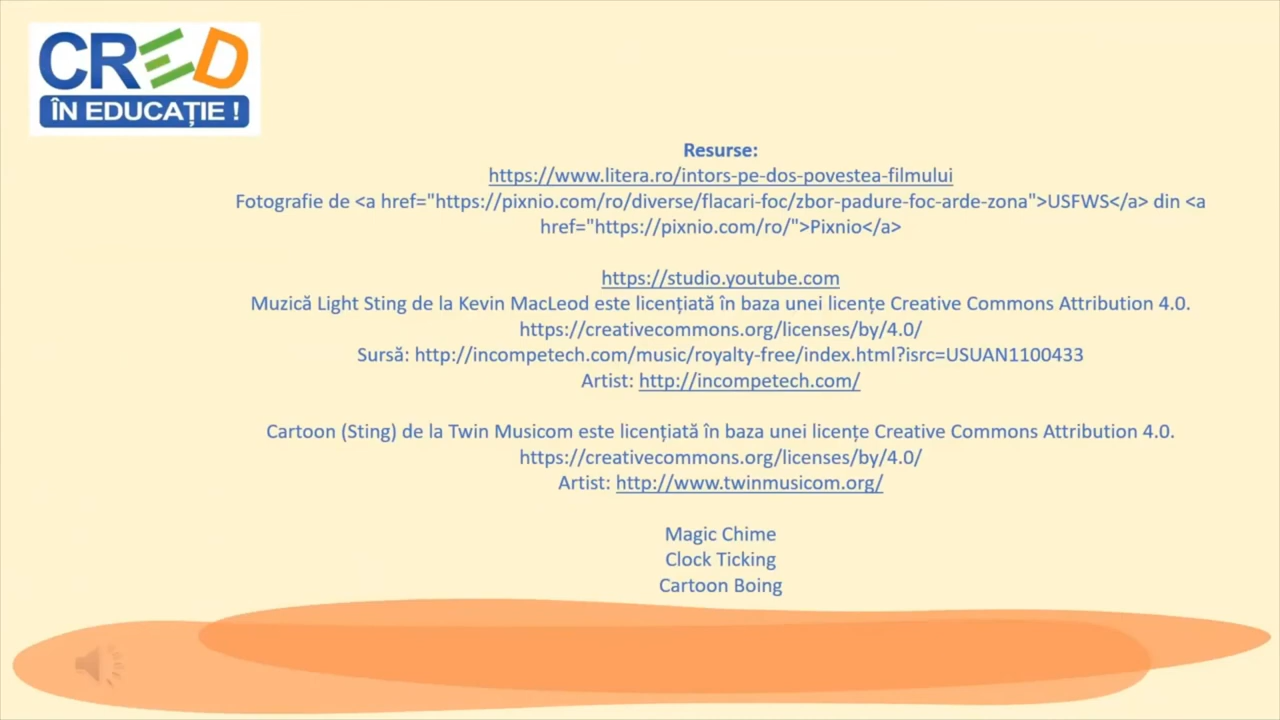 CRED
ÎN EDUCAȚIE !
Resurse:
https://www.litera.ro/intors-pe-dos-povestea-filmului
Fotografie de <a href="https://pixnio.com/ro/diverse/flacari-foc/zbor-padure-foc-arde-zona">USFWS</a> din <a
href="https://pixnio.com/ro/">Pixnio</a>
https://studio.youtube.com
Muzică Light Sting de la Kevin MacLeod este licențiată în baza unei licențe Creative Commons Attribution 4.0.
https://creativecommons.org/licenses/by/4.0/
Sursă: http://incompetech.com/music/royalty-free/index.html?isrc=USUAN1100433
Artist: http://incompetech.com/
Cartoon (Sting) de la Twin Musicom este licențiată în baza unei licențe Creative Commons Attribution 4.0.
https://creativecommons.org/licenses/by/4.0/
Artist: http://www.twinmusicom.org/
Magic Chime
Clock Ticking
Cartoon Boing